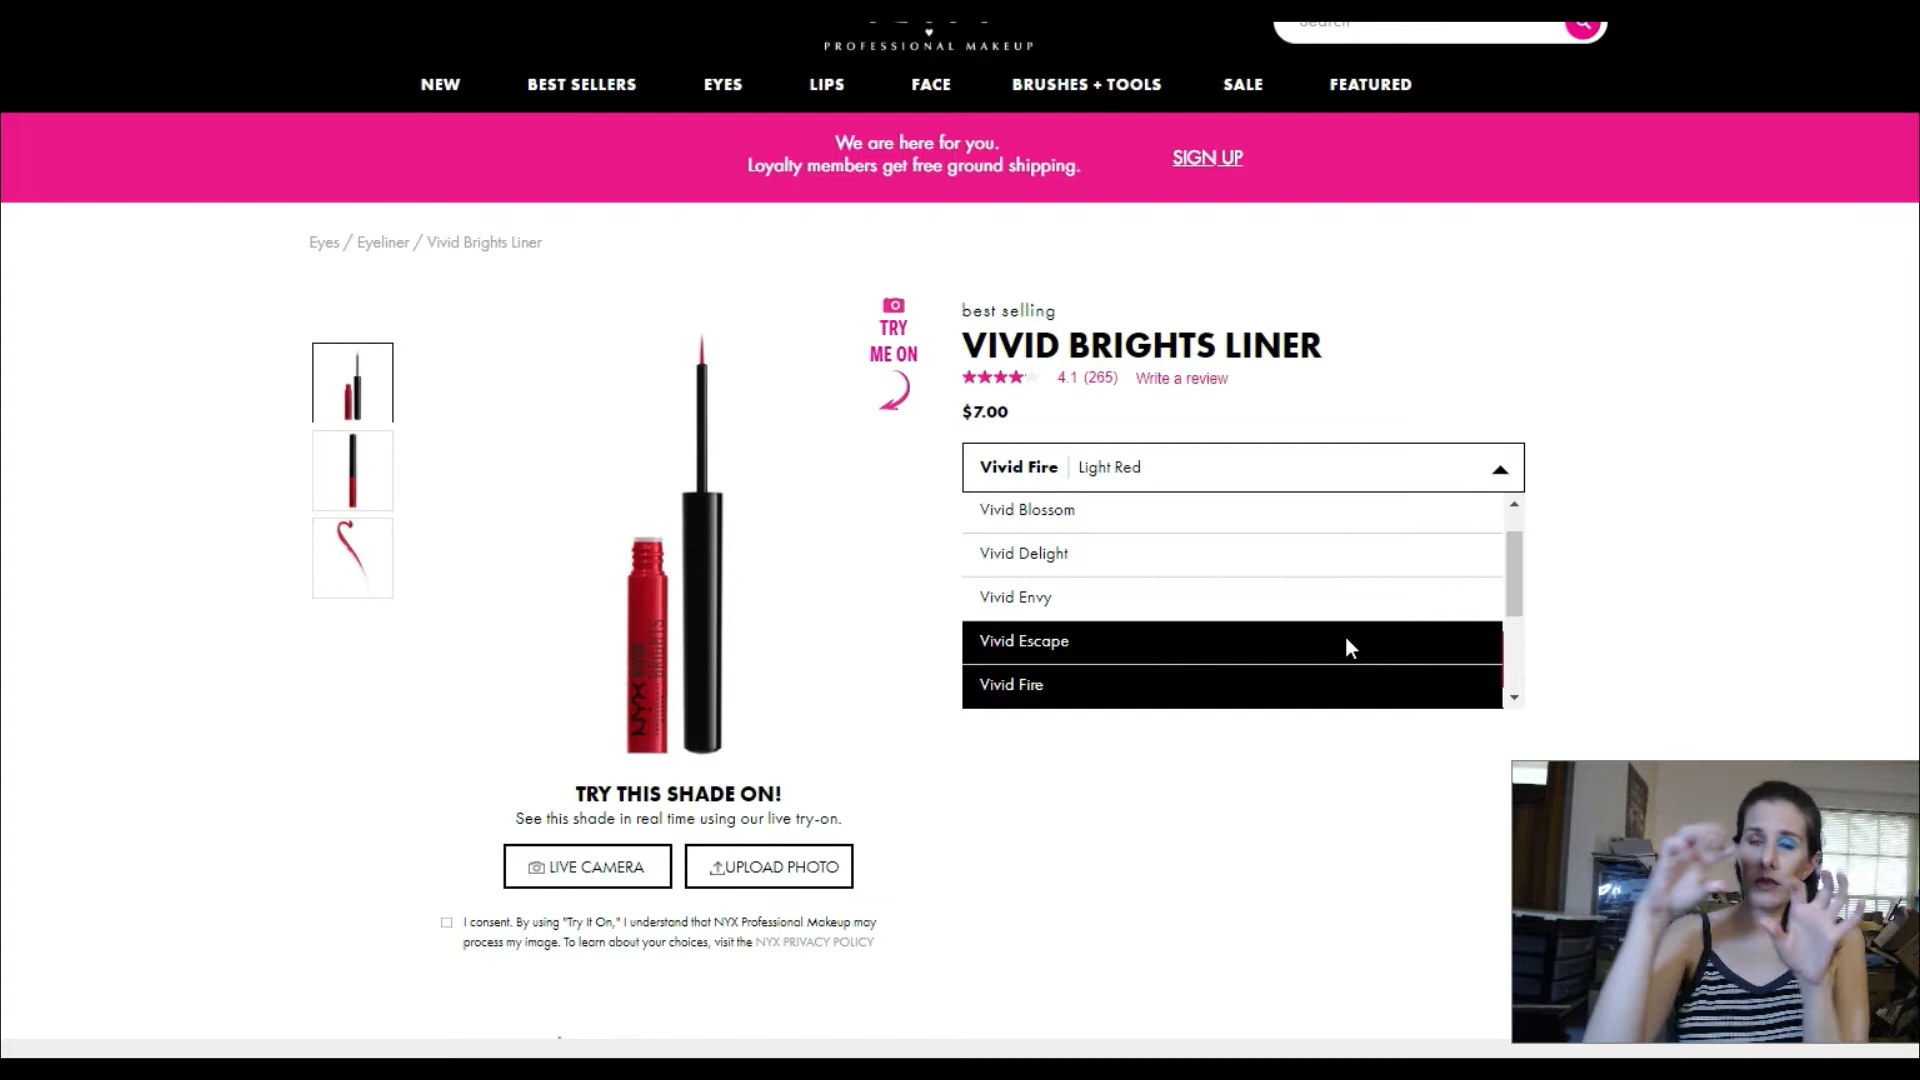 Search
PROFESSIONAL MAKEUP
NEW BEST SELLERS EYES LIPS FACE BRUSHES + TOOLS SALE FEATURED
We are here for you.
Loyalty members get free ground shipping.
SIGN UP
Eyes / Eyeliner / Vivid Brights Liner
TRY
ME ON
best selling
VIVID BRIGHTS LINER
4.1 (265) Write a review
$7.00
Vivid Fire | Light Red
Vivid Blossom
Vivid Delight
Vivid Envy
Vivid Escape
Vivid Fire
NYX
BRIGHTS
TRY THIS SHADE ON!
See this shade in real time using our live try-on.
LIVE CAMERA
UPLOAD PHOTO
I consent. By using "Try It On," I understand that NYX Professional Makeup may
process my image. To learn about your choices, visit the NYX PRIVACY POLICY